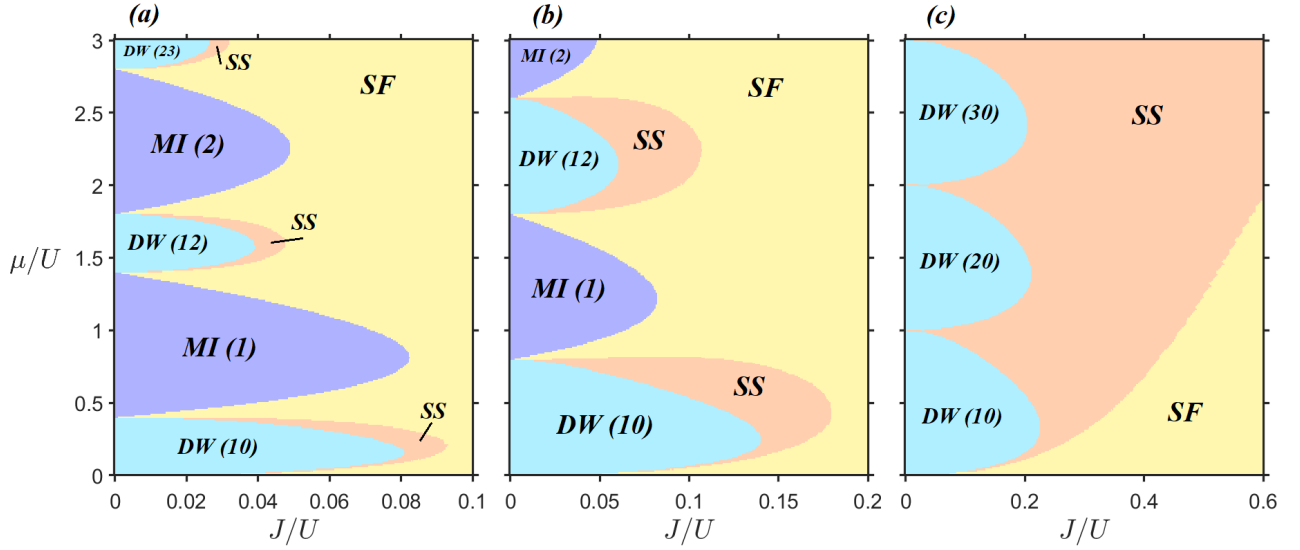 (a)
3
2.5
2
1.5
1
0.5
0
μ/U
DW (23)
SS
SF
MI (2)
SS
DW (12)
MI (1)
SS
DW (10)
0 0.02 0.04 0.06 0.08 0.1
J/U
(b)
MI (2)
SF
DW (12)
SS
MI (1)
SS
DW (10)
0 0.05 0.1 0.15 0.2
J/U
(c)
DW (30)
SS
DW (20)
DW (10)
SF
0 0.2 0.4 0.6
J/U